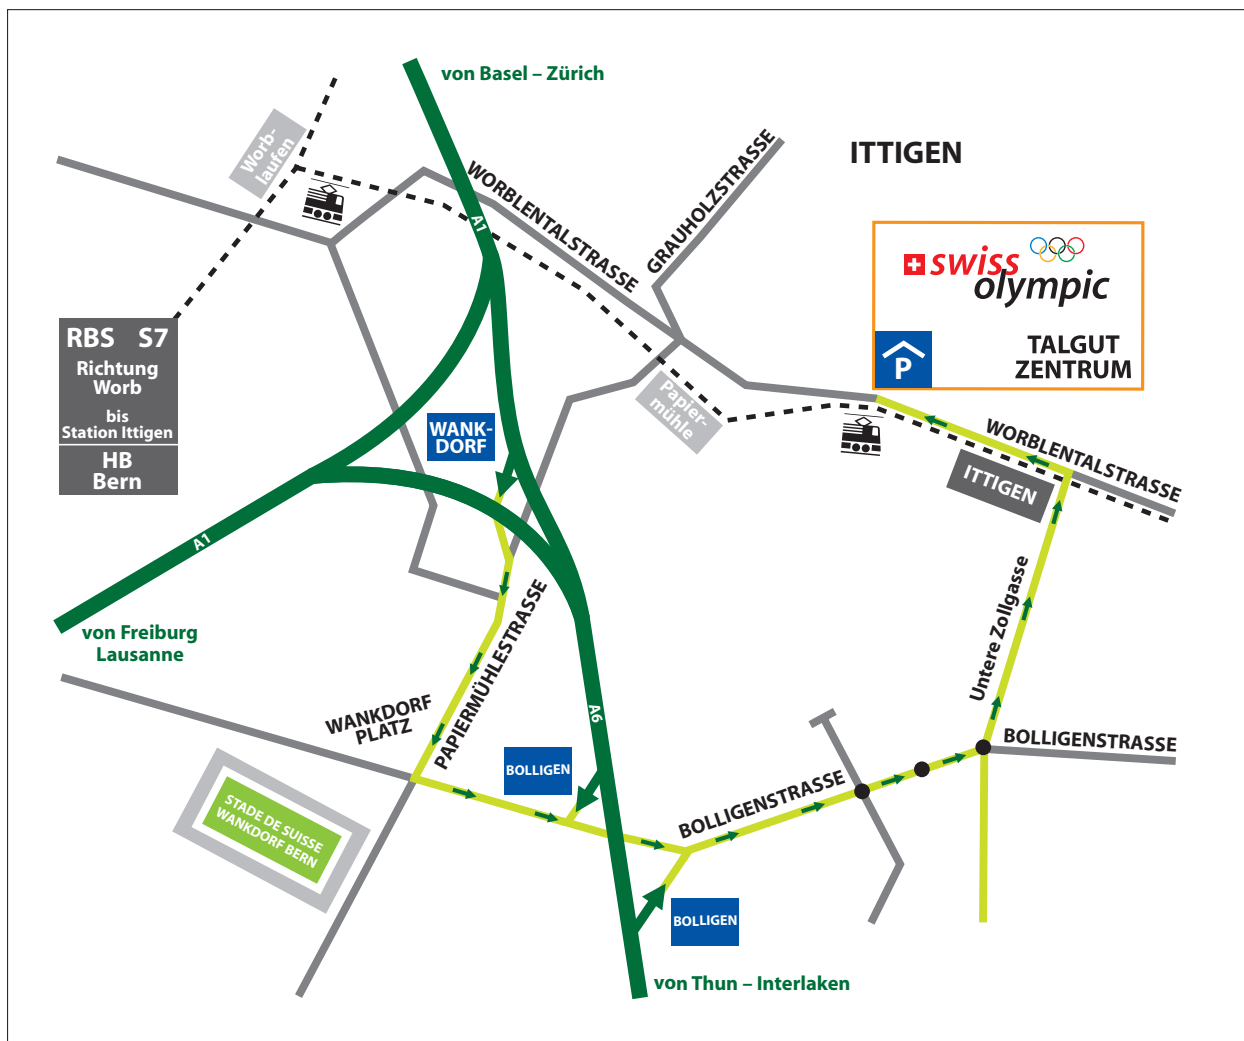 von Basel – Zürich
Worb-
laufen
ITTIGEN
A1
WORBLENTALSTRASSE
GRAUHOLZSTRASSE
swiss
olympic
TALGUT
ZENTRUM
P
RBS S7
Richtung
Worb
bis
Station Ittigen
HB
Bern
Papier-
mühle
WANK-
DORF
WORBLENTALSTRASSE
ITTIGEN
A1
von Freiburg
Lausanne
Untere Zollgasse
PAPIERMÜHLESTRASSE
WANKDORF
PLATZ
A6
BOLLIGEN
BOLLIGENSTRASSE
BOLLIGENSTRASSE
STADE DE SUISSE
WANKDORF BERN
BOLLIGEN
von Thun – Interlaken